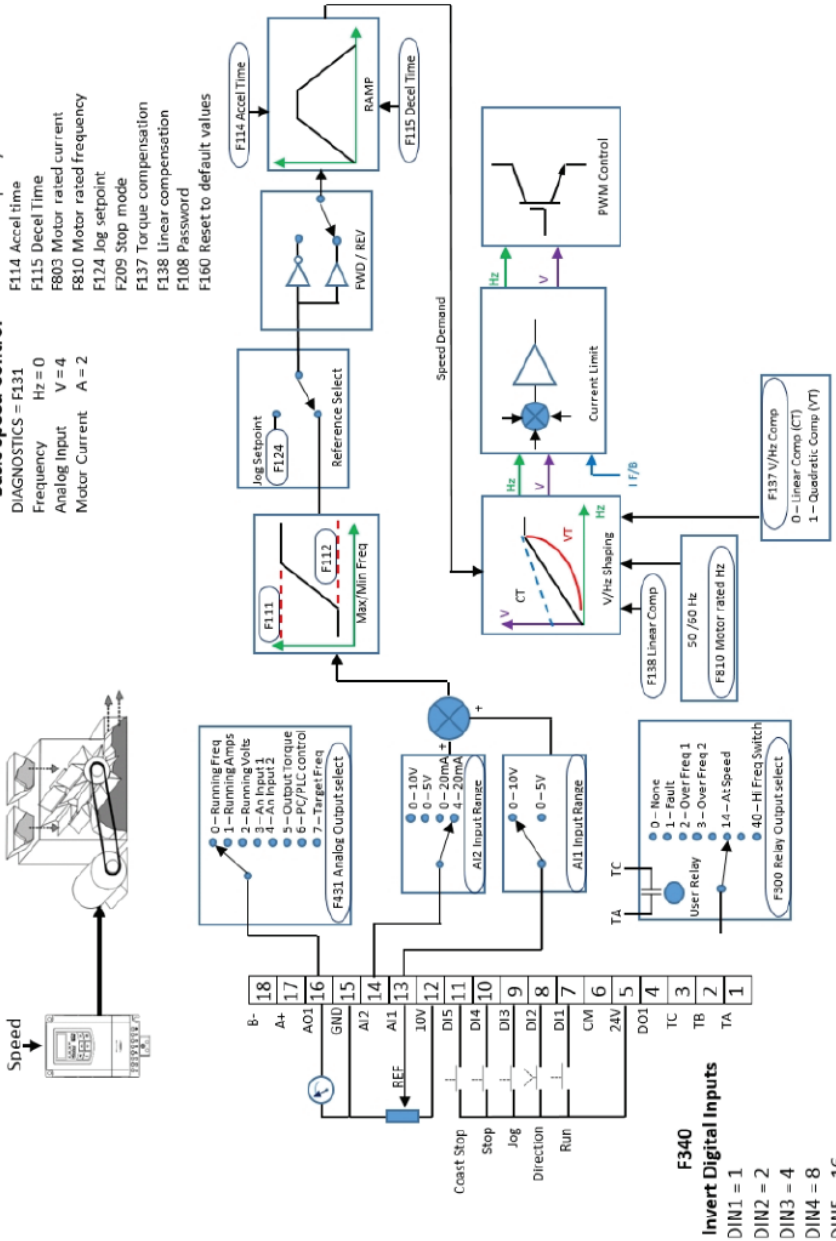 F114 Accel time
F115 Decel Time
F803 Motor rated current
F810 Motor rated frequency
F124 Jog setpoint
F209 Stop mode
F137 Torque compensation
F138 Linear compensation
F108 Password
F160 Reset to default values
DIAGNOSTICS = F131
Frequency Hz = 0
Analog Input V = 4
Motor Current A = 2
Speed
F114 Accel Time
RAMP
F115 Decel Time
FWD / REV
Jog Setpoint
F124
Reference Select
F111
F112
Max/Min Freq
Speed Demand
PWM Control
Hz
V
Current Limit
I F/B
Hz
V
V
CT
VT
Hz
V/Hz Shaping
F138 Linear Comp
50 /60 Hz
F810 Motor rated Hz
F137 V/Hz Comp
0 – Linear Comp (CT)
1 – Quadratic Comp (VT)
0 – Running Freq
1 – Running Amps
2 – Running Volts
3 – An Input 1
4 – An Input 2
5 – Output Torque
6 – PC/PLC control
7 – Target Freq
F431 Analog Output select
0 – 10V
0 – 5V
0 – 20mA
4 – 20mA
AI2 Input Range
+
+
0 – 10V
0 – 5V
AI1 Input Range
TA TC
User Relay
0 – None
1 – Fault
2 – Over Freq 1
3 – Over Freq 2
14 – At Speed
40 – Hi Freq Switch
F300 Relay Output select
B- 18
A+ 17
AO1 16
GND 15
AI2 14
AI1 13
10V 12
DI5 11
DI4 10
DI3 9
DI2 8
DI1 7
CM 6
24V 5
DO1 4
TC 3
TB 2
TA 1
REF
Coast Stop
Stop
Jog
Direction
Run
F340
Invert Digital Inputs
DIN1 = 1
DIN2 = 2
DIN3 = 4
DIN4 = 8